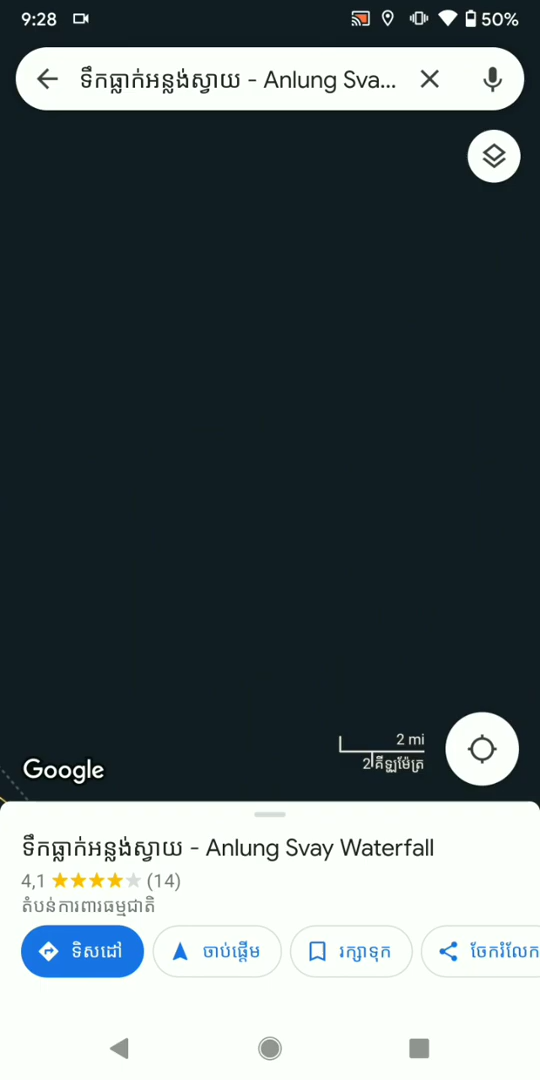 9:28
50%
ទឹកធ្លាក់អន្លង់ស្វាយ - Anlung Sva...
2 mi
2 គីឡូម៉ែត្រ
Google
ទឹកធ្លាក់អន្លង់ស្វាយ - Anlung Svay Waterfall
4,1 (14)
តំបន់ការពារធម្មជាតិ
ទិសដៅ
ចាប់ផ្ដើម
រក្សាទុក
ចែករំលែក